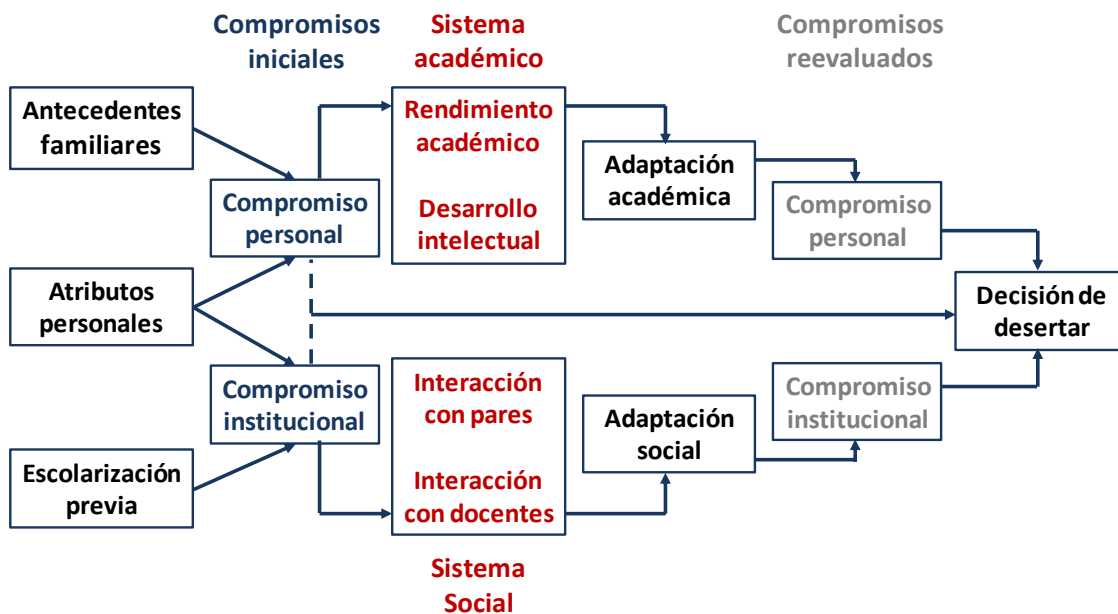 Compromisos
iniciales
Sistema
académico
Compromisos
reevaluados
Antecedentes
familiares
Atributos
personales
Escolarización
previa
Compromiso
personal
Compromiso
institucional
Rendimiento
académico
Desarrollo
intelectual
Interacción
con pares
Interacción
con docentes
Sistema
Social
Adaptación
académica
Adaptación
social
Compromiso
personal
Compromiso
institucional
Decisión de
desertar